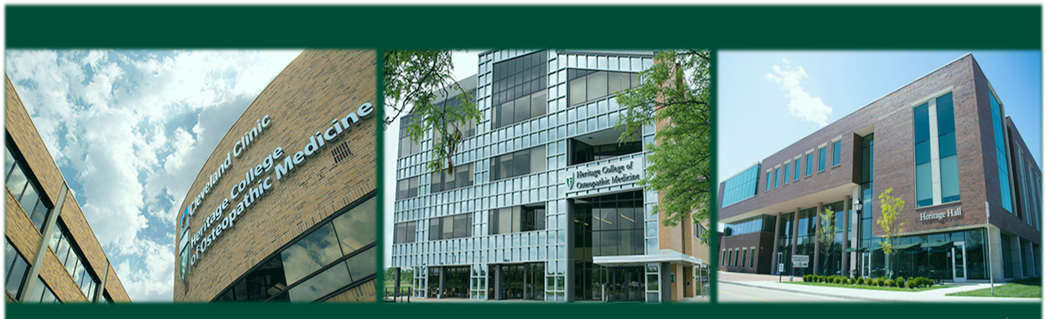 Cleveland Clinic
Heritage College
of Osteopathic Medicine
Heritage College of
Osteopathic Medicine
Heritage Hall